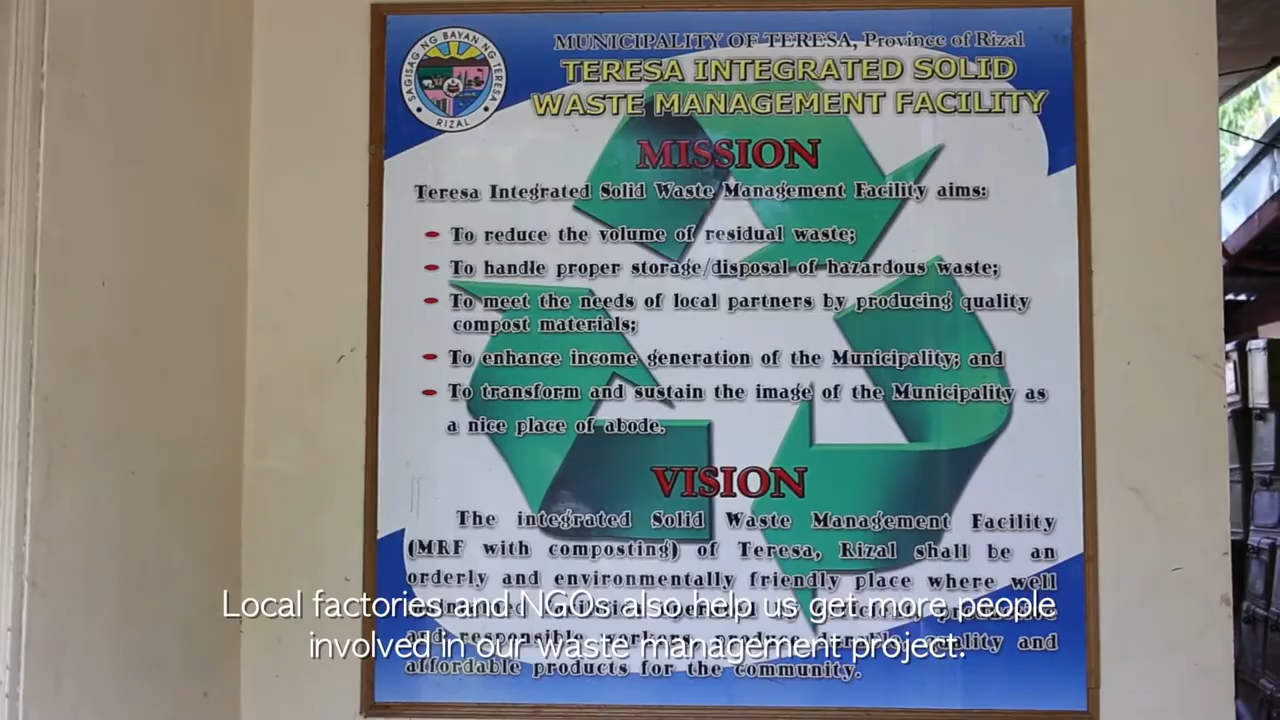 SAGISAG NG BAYAN NG TERESA
RIZAL
MUNICIPALITY OF TERESA, Province of Rizal
TERESA INTEGRATED SOLID
WASTE MANAGEMENT FACILITY
MISSION
Teresa Integrated Solid Waste Management Facility aims:
To reduce the volume of residual waste;
To handle proper storage/disposal of hazardous waste;
To meet the needs of local partners by producing quality
compost materials;
To enhance income generation of the Municipality; and
To transform and sustain the image of the Municipality as
a nice place of abode.
VISION
The integrated Solid Waste Management Facility
(MRF with composting) of Teresa, Rizal shall be an
orderly and environmentally friendly place where well
and responsible workers, produce durable, quality and
affordable products for the community.
Local factories and NGOs also help us get more people
involved in our waste management project.